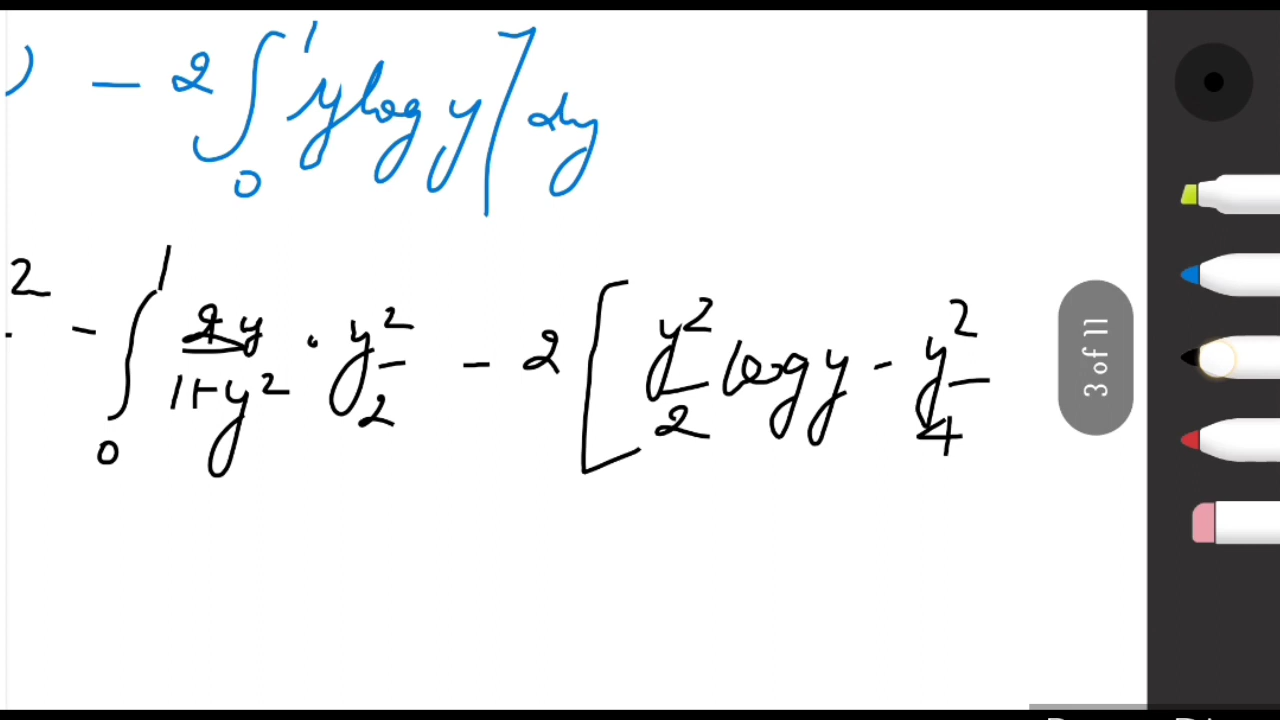 ) - 2 ∫₀¹ y log y] dy
2 - ∫₀¹ 2y/(1+y²) · y²/2 - 2 [ y²/2 log y - y²/4
3 of 11